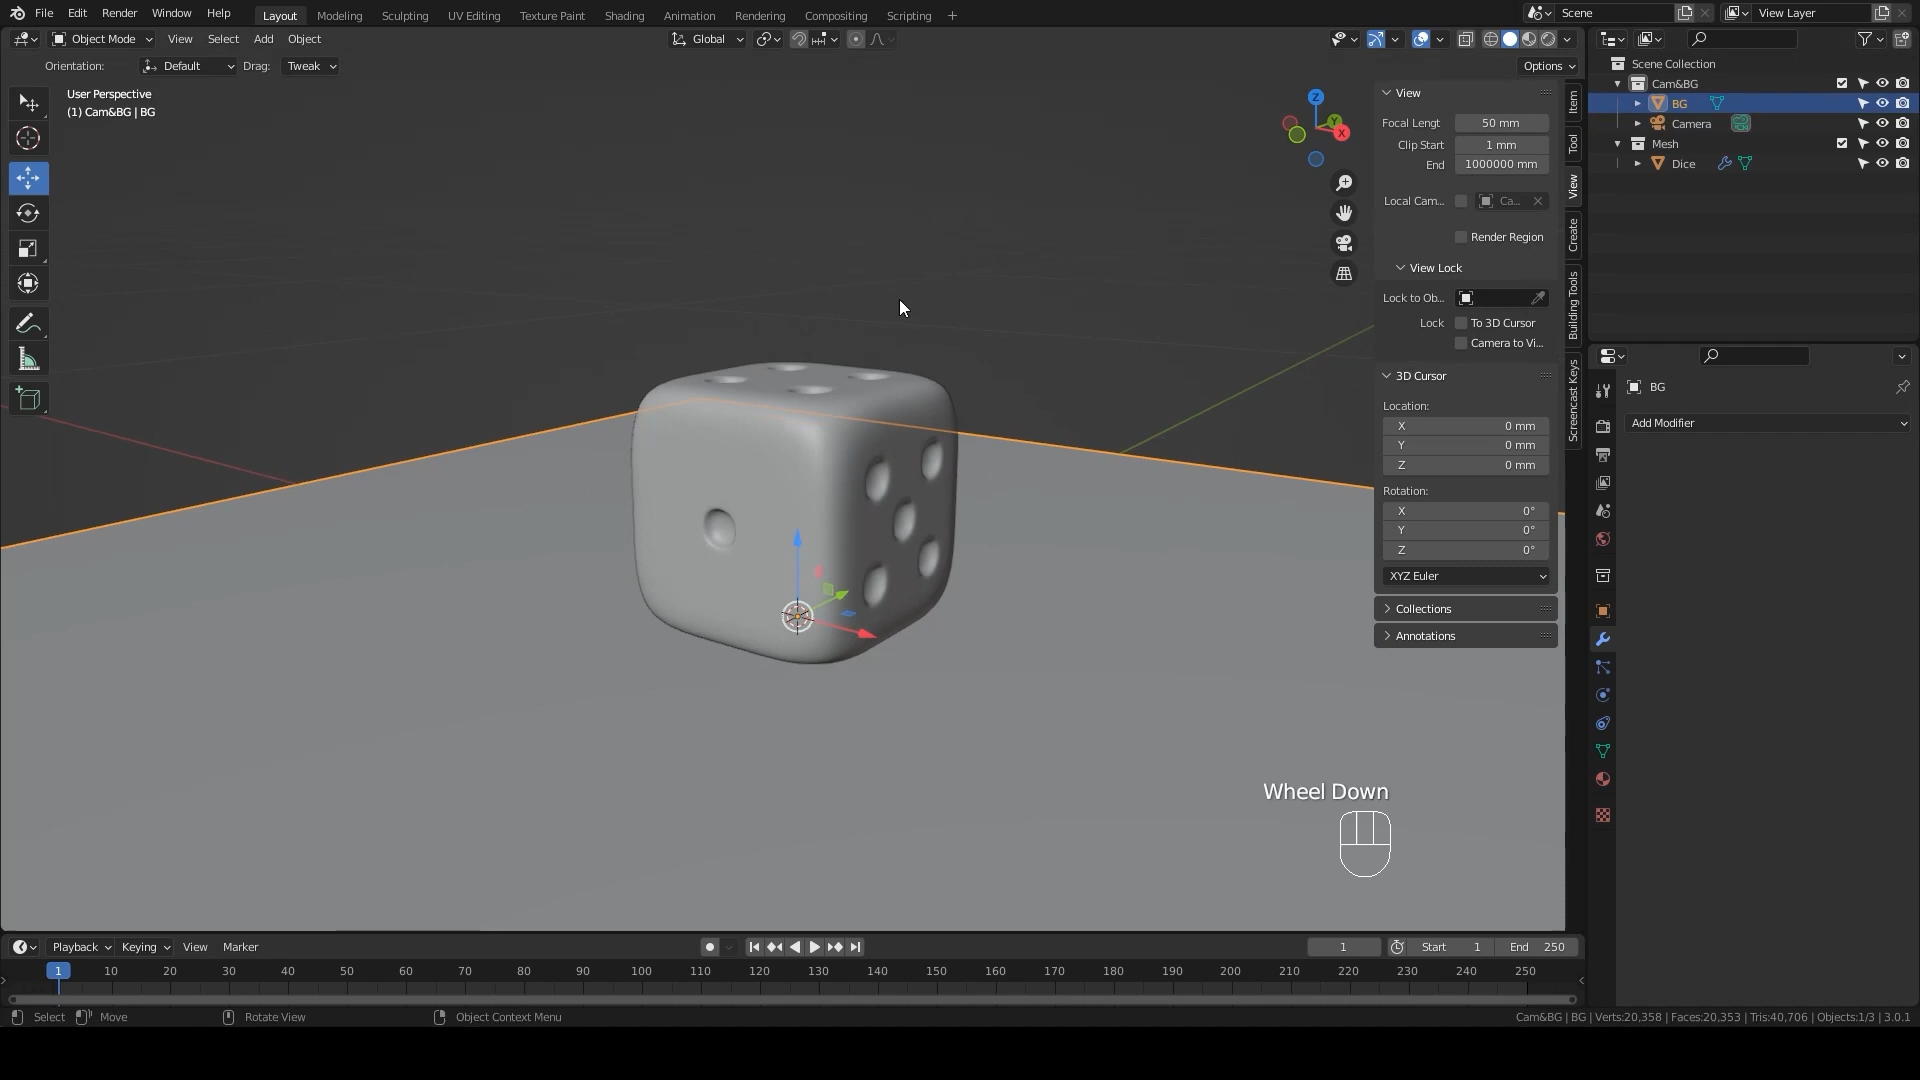 File Edit Render Window Help Layout Modeling Sculpting UV Editing Texture Paint Shading Animation Rendering Compositing Scripting + Scene View Layer
Object Mode View Select Add Object Global
Orientation: Default Drag: Tweak Options
User Perspective
(1) Cam&BG | BG
Z
Y
X
View
Focal Lengt 50 mm
Clip Start 1 mm
End 1000000 mm
Local Cam... Ca...
Render Region
View Lock
Lock to Ob...
Lock To 3D Cursor
Camera to Vi...
3D Cursor
Location:
X 0 mm
Y 0 mm
Z 0 mm
Rotation:
X 0°
Y 0°
Z 0°
XYZ Euler
Collections
Annotations
Item
Tool
View
Create
Building Tools
Screencast Keys
Scene Collection
Cam&BG
BG
Camera
Mesh
Dice
BG
Add Modifier
Wheel Down
Playback Keying View Marker 1 Start 1 End 250
1 10 20 30 40 50 60 70 80 90 100 110 120 130 140 150 160 170 180 190 200 210 220 230 240 250
Select Move Rotate View Object Context Menu Cam&BG | BG | Verts:20,358 | Faces:20,353 | Tris:40,706 | Objects:1/3 | 3.0.1